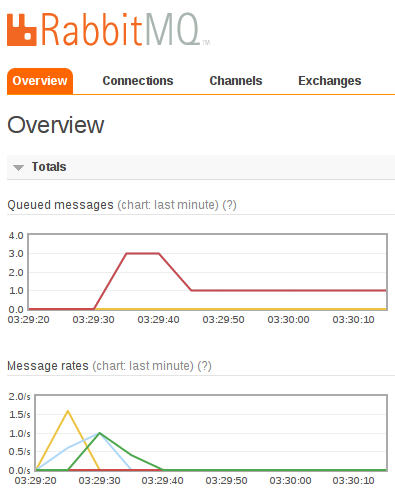 RabbitMQ™
Overview Connections Channels Exchanges
Overview
Totals
Queued messages (chart: last minute) (?)
4.0
3.0
2.0
1.0
0.0
03:29:20 03:29:30 03:29:40 03:29:50 03:30:00 03:30:10
Message rates (chart: last minute) (?)
2.0/s
1.5/s
1.0/s
0.5/s
0.0/s
03:29:20 03:29:30 03:29:40 03:29:50 03:30:00 03:30:10